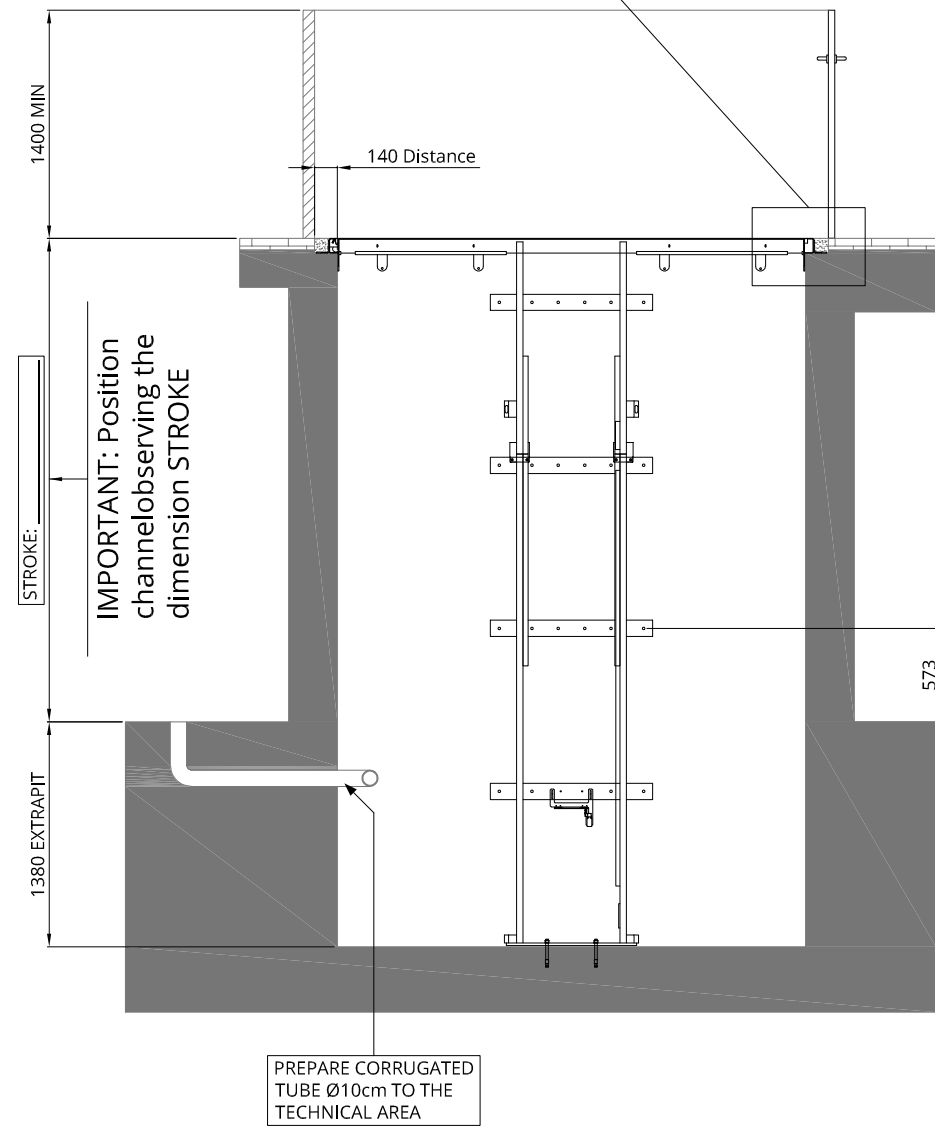 1400 MIN
140 Distance
STROKE:
IMPORTANT: Position
channelobserving the
dimension STROKE
573
1380 EXTRAPIT
PREPARE CORRUGATED
TUBE Ø10cm TO THE
TECHNICAL AREA